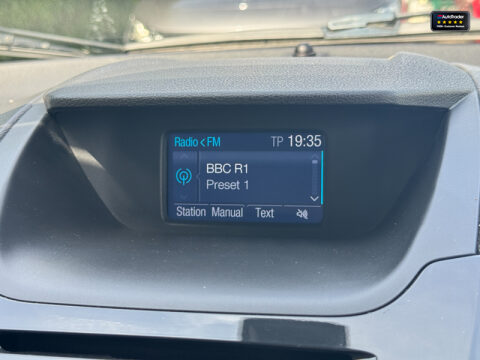 AutoTrader
Radio < FM TP 19:35
BBC R1
Preset 1
Station Manual Text